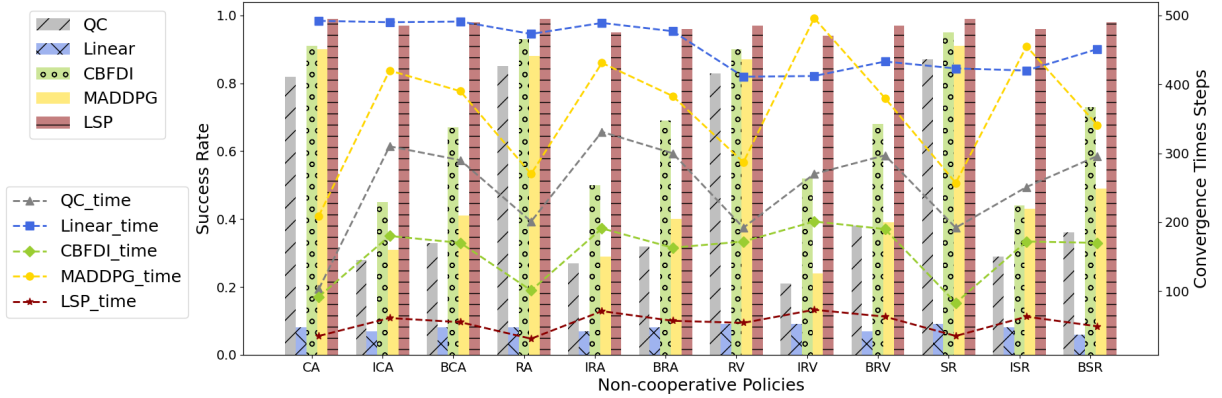 QC
Linear
CBFDI
MADDPG
LSP
QC_time
Linear_time
CBFDI_time
MADDPG_time
LSP_time
Success Rate
1.0
0.8
0.6
0.4
0.2
0.0
CA ICA BCA RA IRA BRA RV IRV BRV SR ISR BSR
Non-cooperative Policies
500
400
300
200
100
Convergence Times Steps